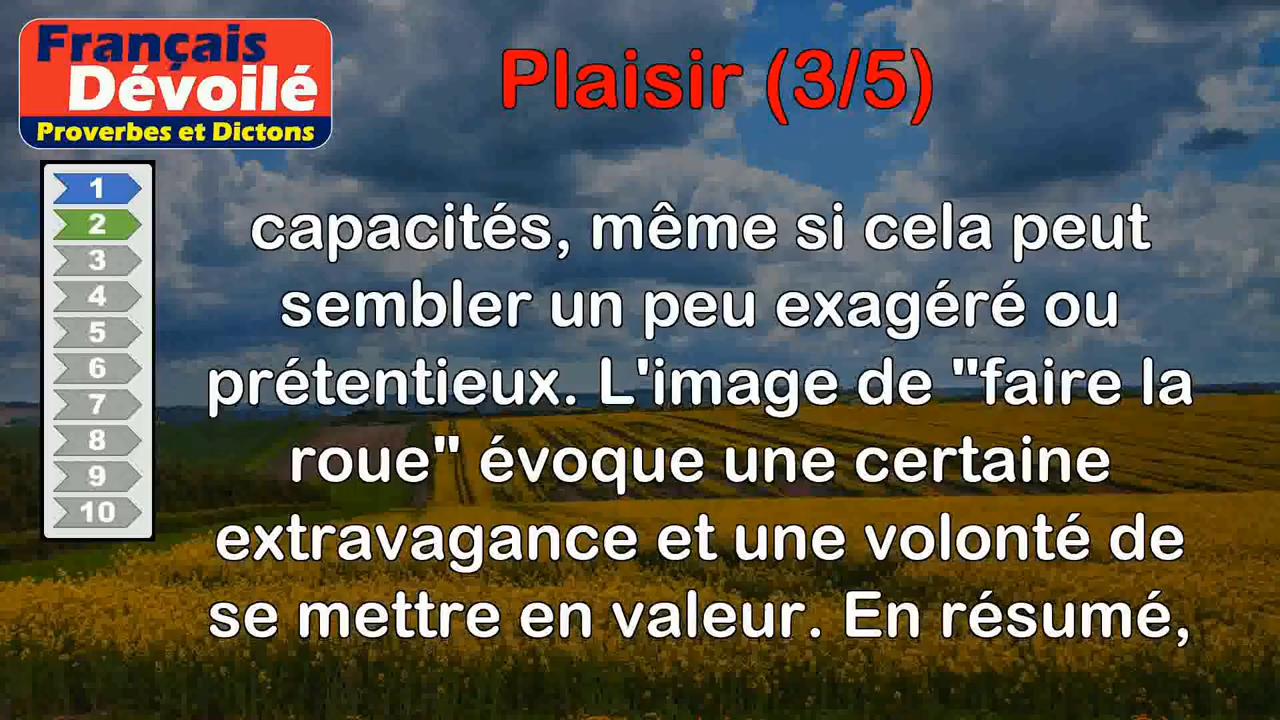 Français
Dévoilé
Proverbes et Dictons
Plaisir (3/5)
1
2
3
4
5
6
7
8
9
10
capacités, même si cela peut
sembler un peu exagéré ou
prétentieux. L'image de "faire la
roue" évoque une certaine
extravagance et une volonté de
se mettre en valeur. En résumé,